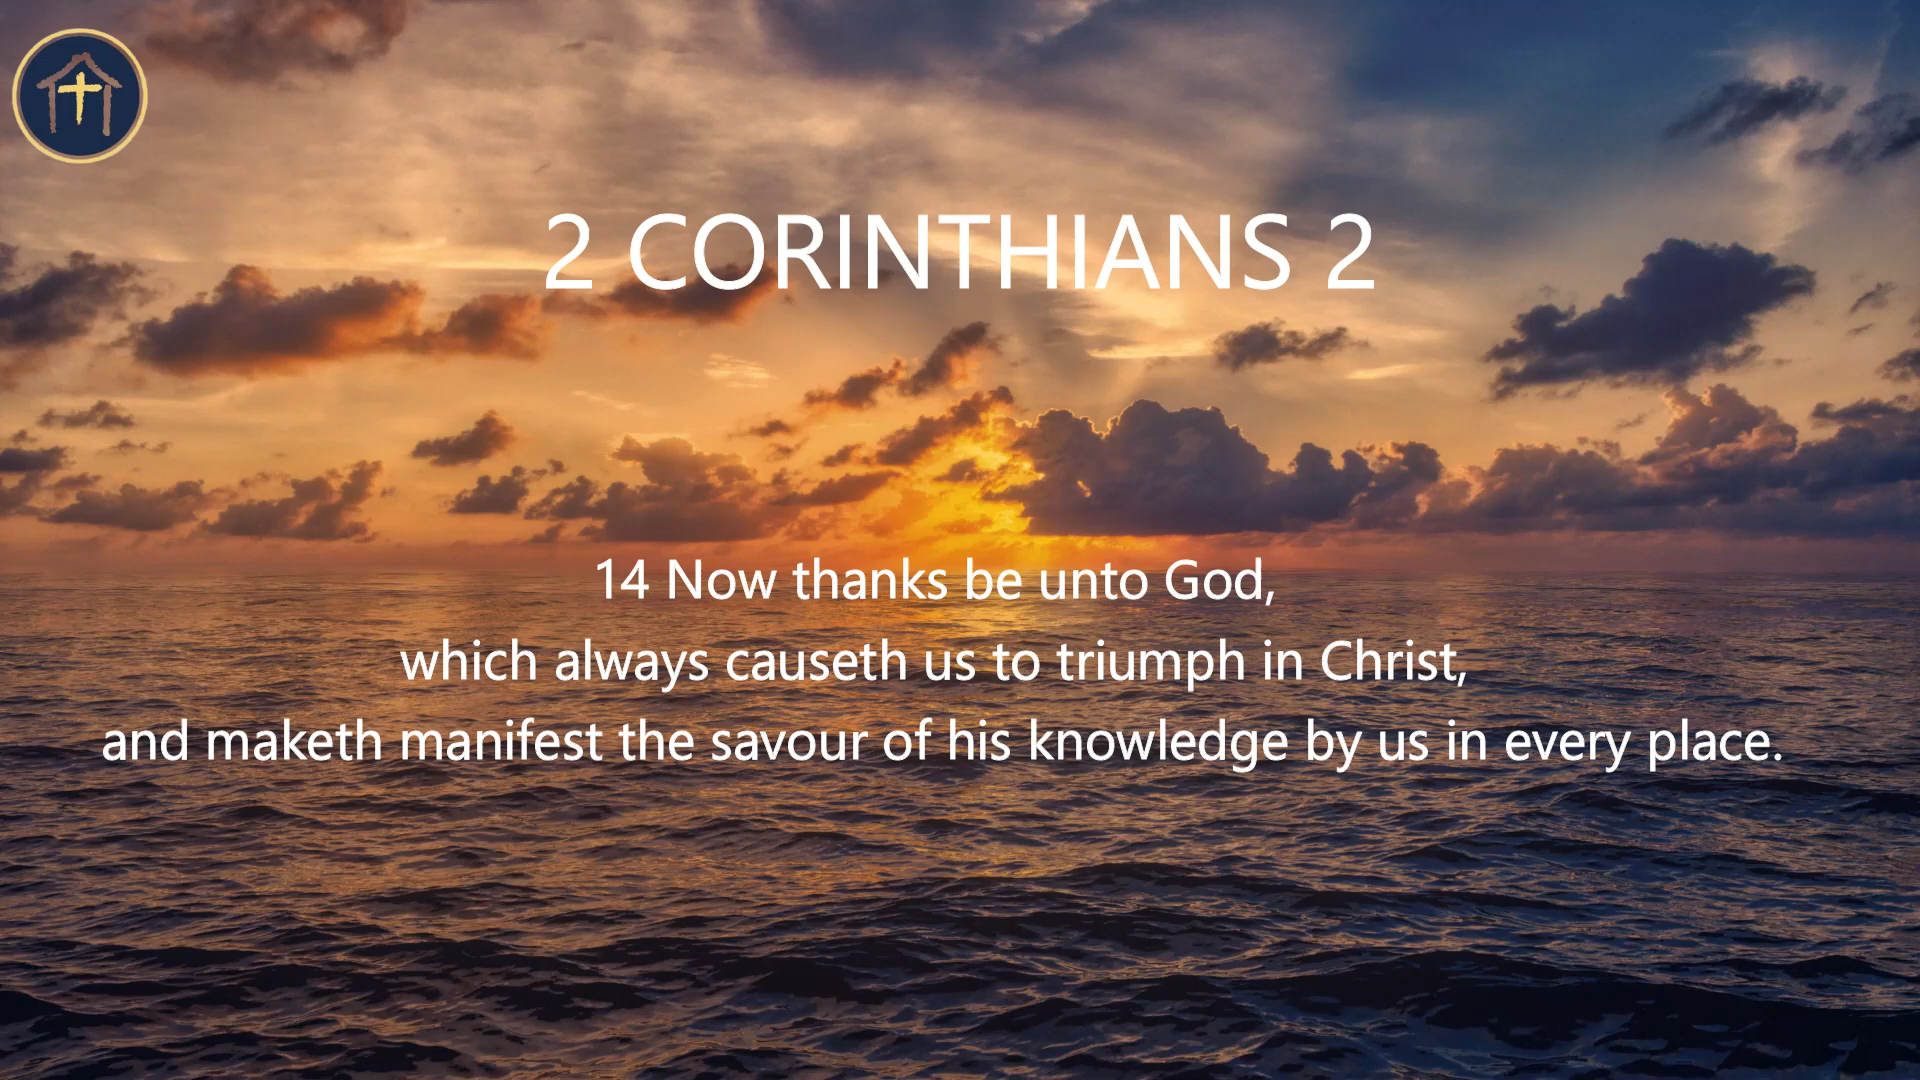 2 CORINTHIANS 2
14 Now thanks be unto God,
which always causeth us to triumph in Christ,
and maketh manifest the savour of his knowledge by us in every place.